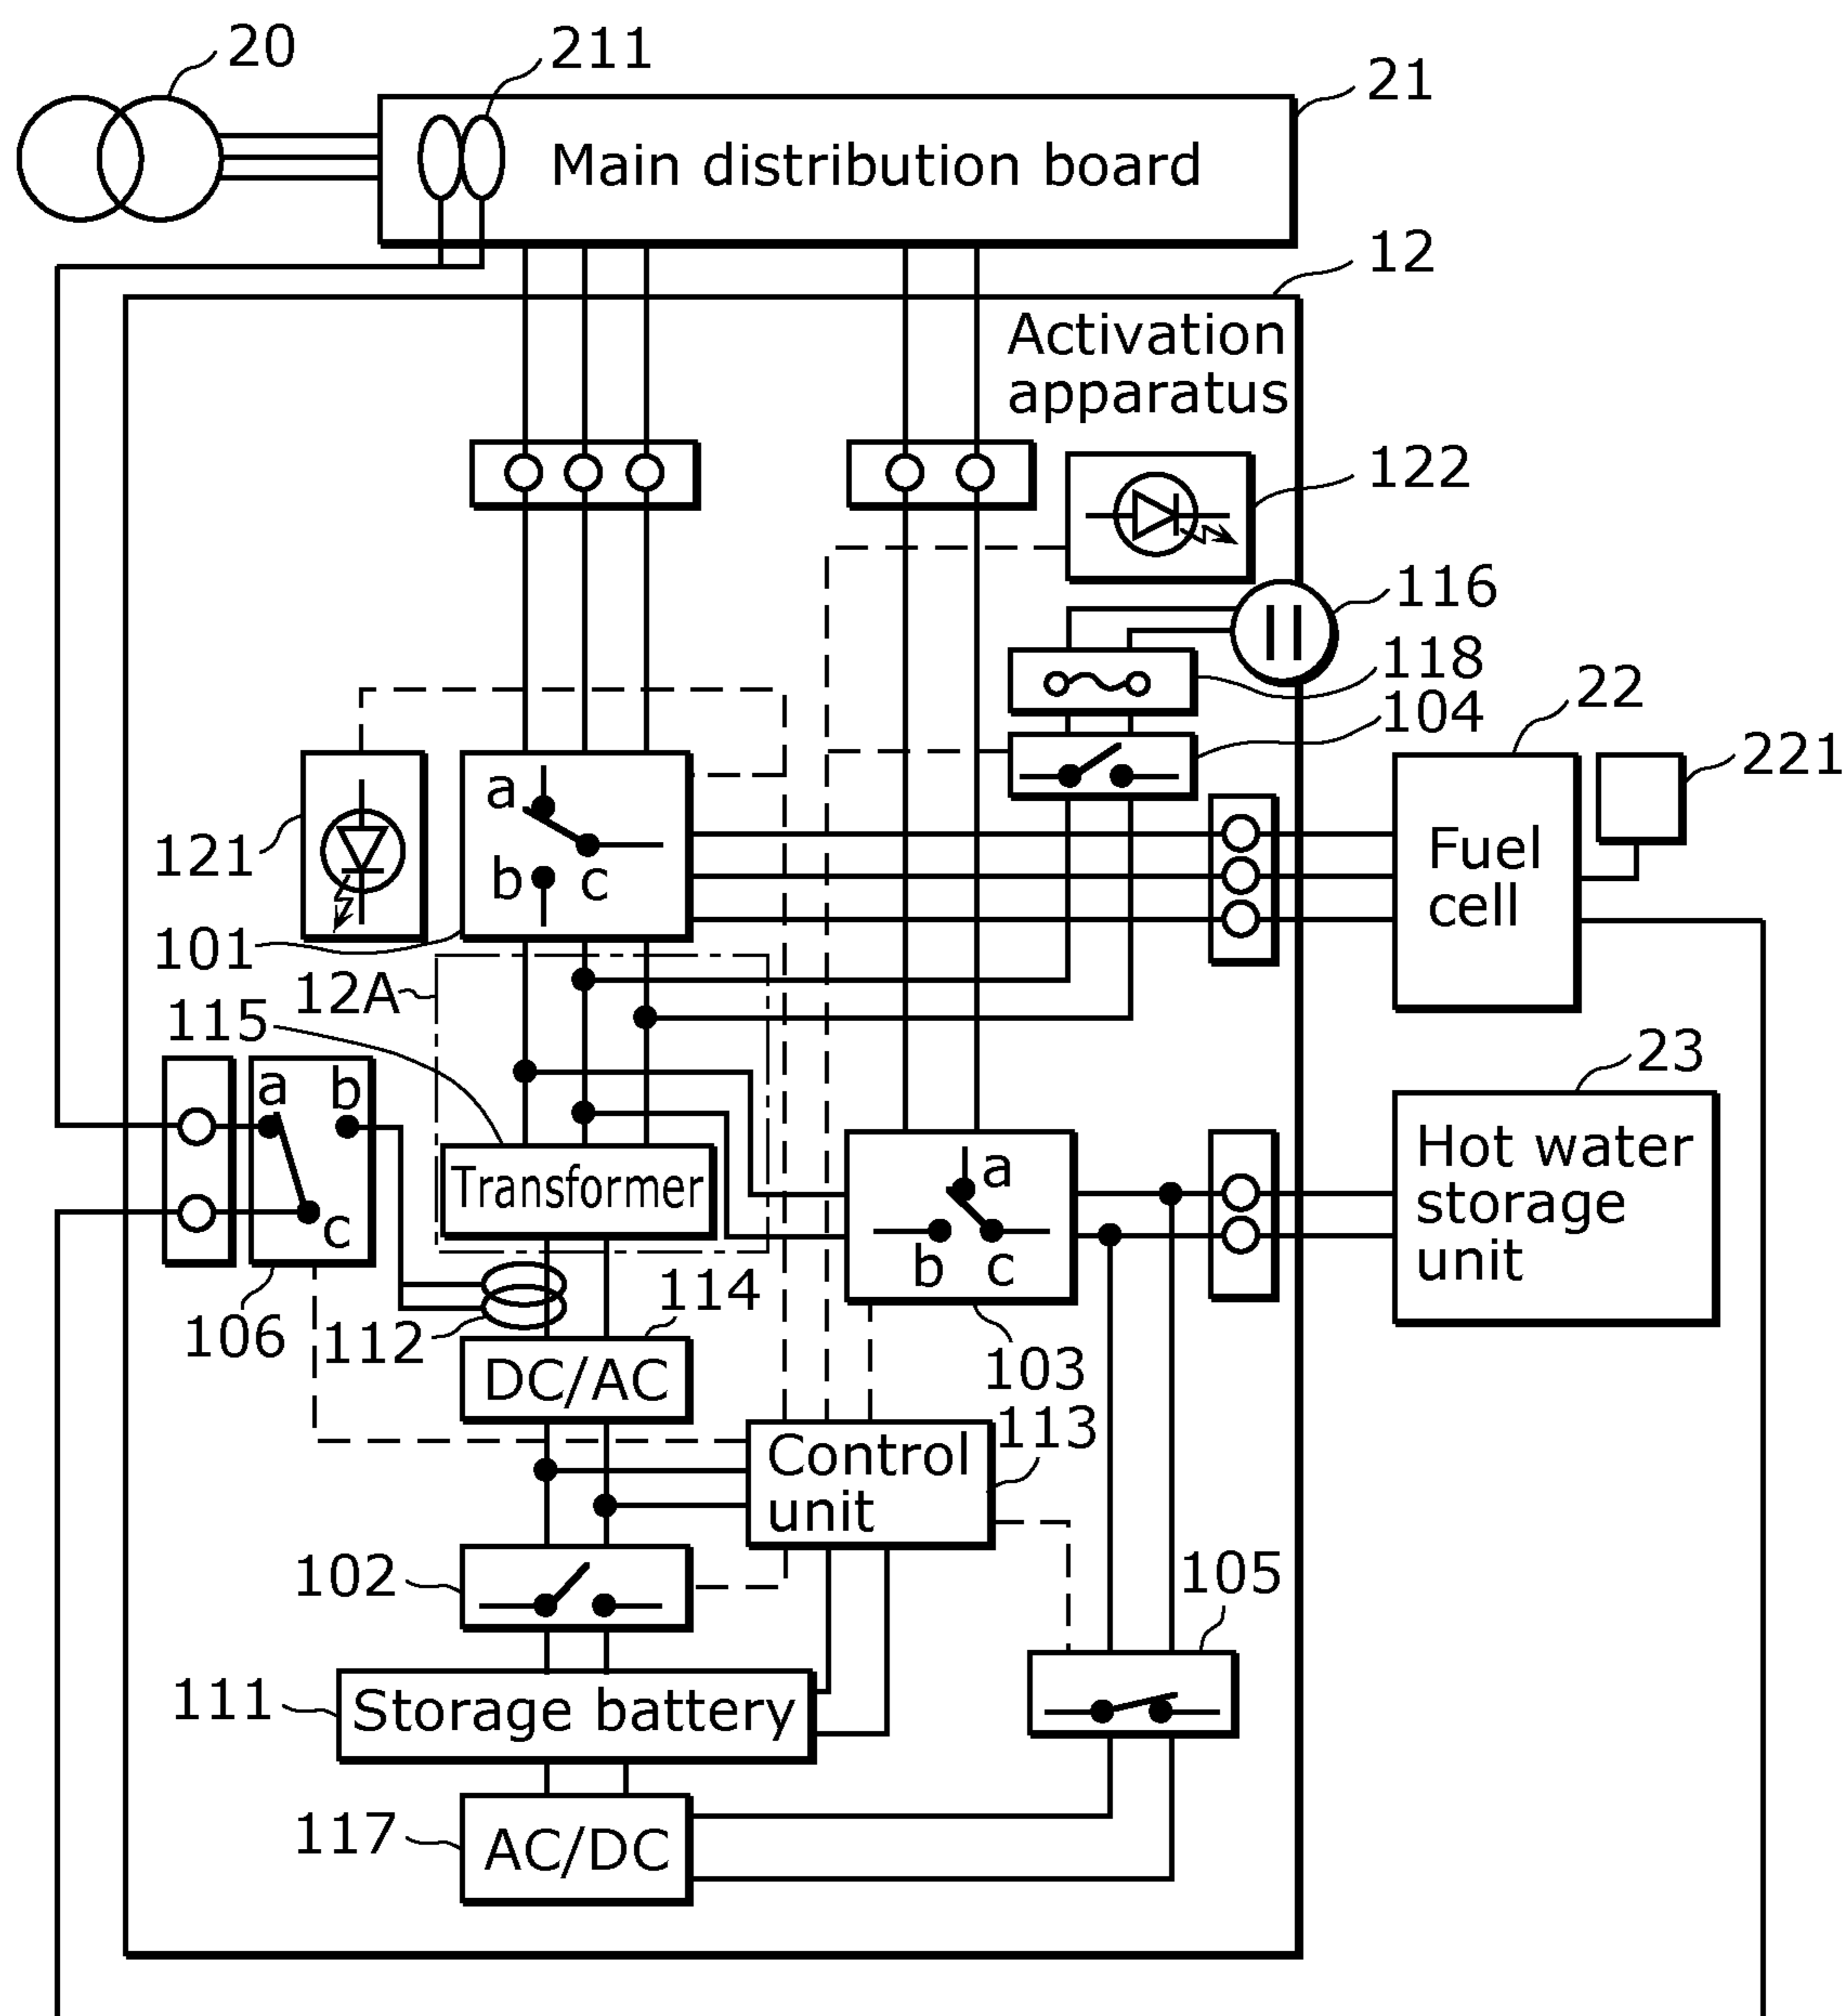 20
211
21
Main distribution board
12
Activation
apparatus
122
116
118
104
22
221
a
b
c
121
Fuel
cell
101
12A
115
23
a
b
c
Transformer
a
b
c
Hot water
storage
unit
106
112
114
DC/AC
103
113
Control
unit
102
105
111
Storage battery
117
AC/DC